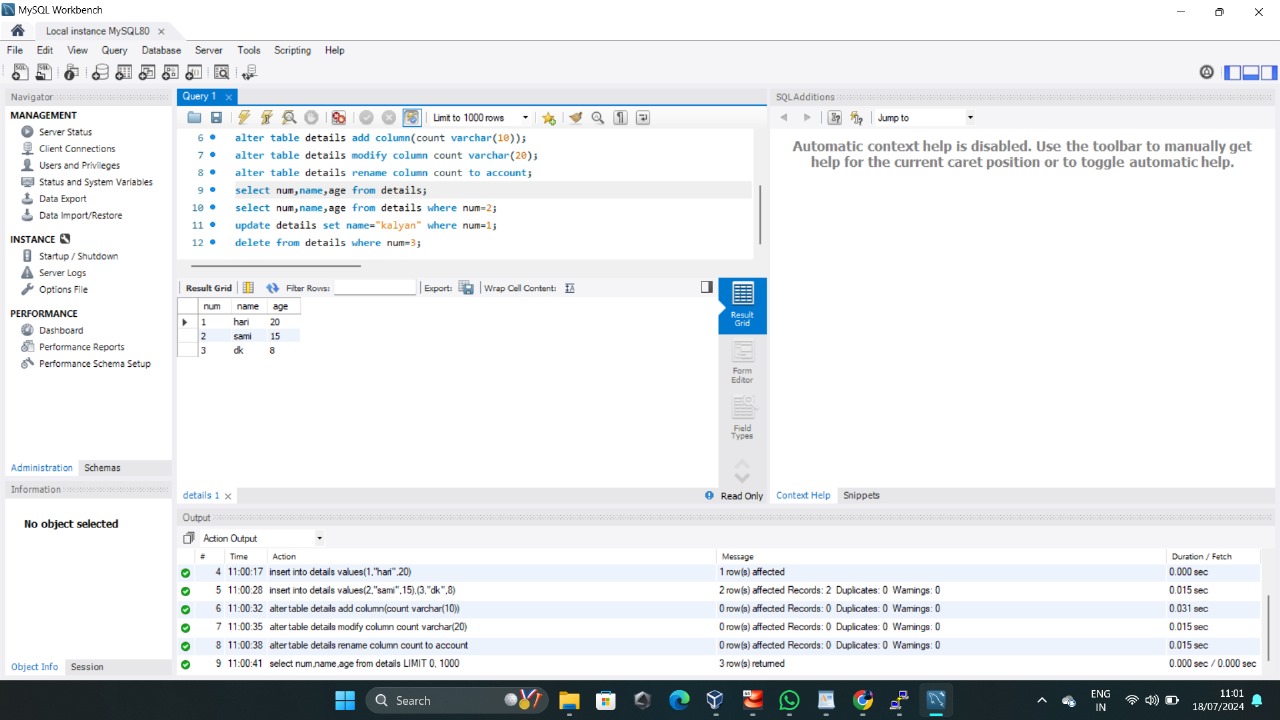 MySQL Workbench
Local instance MySQL80
File Edit View Query Database Server Tools Scripting Help
Navigator
MANAGEMENT
Server Status
Client Connections
Users and Privileges
Status and System Variables
Data Export
Data Import/Restore
INSTANCE
Startup / Shutdown
Server Logs
Options File
PERFORMANCE
Dashboard
Performance Reports
Performance Schema Setup
Administration Schemas
Information
No object selected
Object Info Session
Query 1
Limit to 1000 rows
6 alter table details add column(count varchar(10));
7 alter table details modify column count varchar(20);
8 alter table details rename column count to account;
9 select num,name,age from details;
10 select num,name,age from details where num=2;
11 update details set name="kalyan" where num=1;
12 delete from details where num=3;
Result Grid Filter Rows: Export: Wrap Cell Content:
num name age
1 hari 20
2 sami 15
3 dk 8
Result
Grid
Form
Editor
Field
Types
details 1
Read Only
SQLAdditions
Jump to
Automatic context help is disabled. Use the toolbar to manually get
help for the current caret position or to toggle automatic help.
Context Help Snippets
Output
Action Output
# Time Action Message Duration / Fetch
4 11:00:17 insert into details values(1,"hari",20) 1 row(s) affected 0.000 sec
5 11:00:28 insert into details values(2,"sami",15),(3,"dk",8) 2 row(s) affected Records: 2 Duplicates: 0 Warnings: 0 0.015 sec
6 11:00:32 alter table details add column(count varchar(10)) 0 row(s) affected Records: 0 Duplicates: 0 Warnings: 0 0.031 sec
7 11:00:35 alter table details modify column count varchar(20) 0 row(s) affected Records: 0 Duplicates: 0 Warnings: 0 0.015 sec
8 11:00:38 alter table details rename column count to account 0 row(s) affected Records: 0 Duplicates: 0 Warnings: 0 0.015 sec
9 11:00:41 select num,name,age from details LIMIT 0, 1000 3 row(s) returned 0.000 sec / 0.000 sec
Search
ENG
IN
11:01
18/07/2024